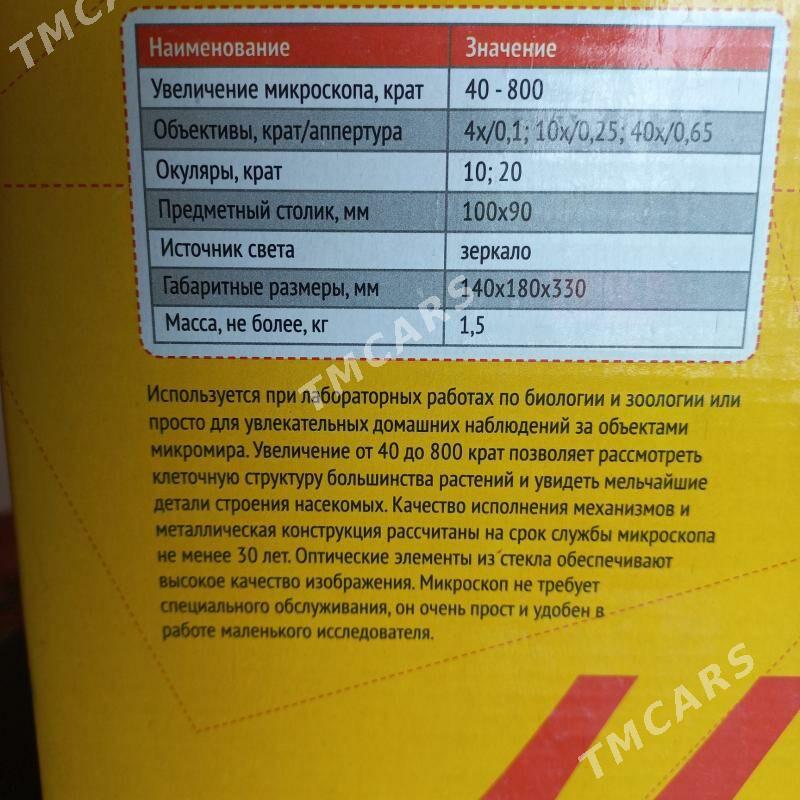 TMCARS
Наименование Значение
Увеличение микроскопа, крат 40 - 800
Объективы, крат/аппертура 4х/0,1; 10х/0,25; 40х/0,65
Окуляры, крат 10; 20
Предметный столик, мм 100х90
Источник света зеркало
Габаритные размеры, мм 140х180х330
Масса, не более, кг 1,5
TMCARS
Используется при лабораторных работах по биологии и зоологии или
просто для увлекательных домашних наблюдений за объектами
микромира. Увеличение от 40 до 800 крат позволяет рассмотреть
клеточную структуру большинства растений и увидеть мельчайшие
детали строения насекомых. Качество исполнения механизмов и
металлическая конструкция рассчитаны на срок службы микроскопа
не менее 30 лет. Оптические элементы из стекла обеспечивают
высокое качество изображения. Микроскоп не требует
специального обслуживания, он очень прост и удобен в
работе маленького исследователя.
TMCARS